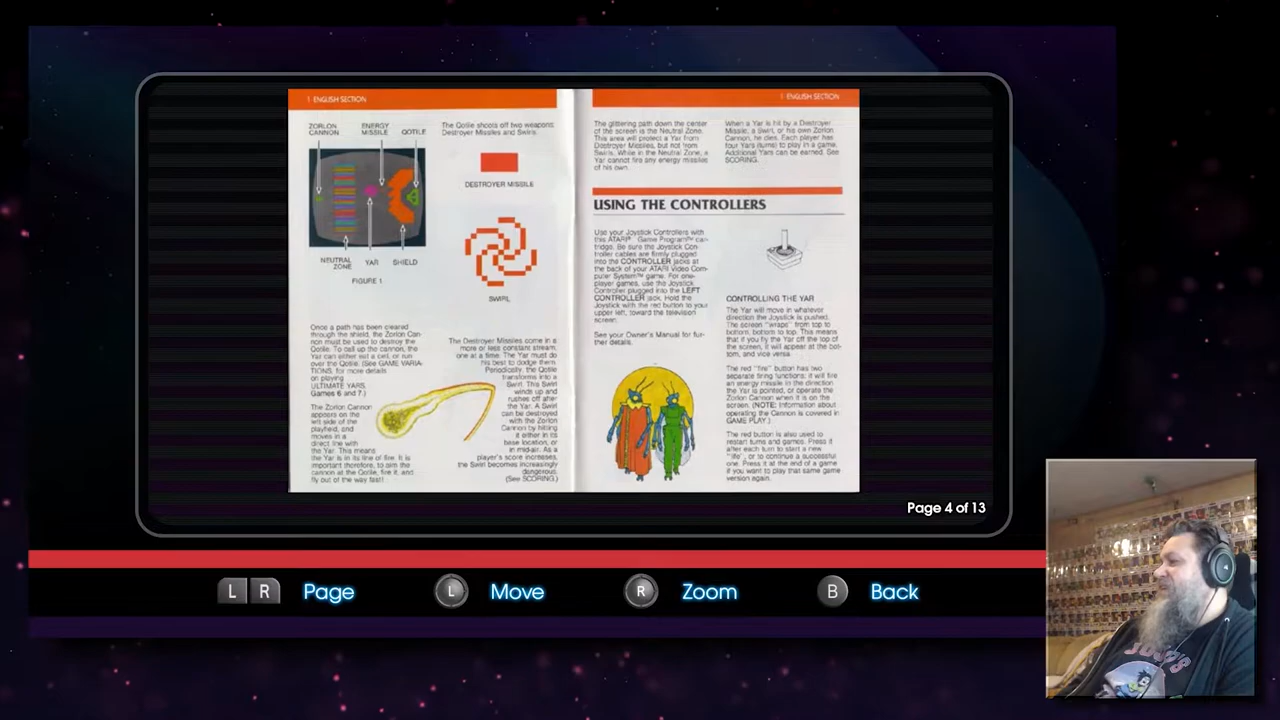 1 ENGLISH SECTION
ZORLON
CANNON
ENERGY
MISSILE
QOTILE
NEUTRAL
ZONE
YAR
SHIELD
FIGURE 1
Once a path has been cleared
through the shield, the Zorlon Can-
non must be used to destroy the
Qotile. To call up the cannon, the
Yar can either eat a cell, or run
over the Qotile. (See GAME VARIA-
TIONS, for more details
on playing
ULTIMATE YARS,
Games 6 and 7.)
The Zorlon Cannon
appears on the
left side of the
playfield, and
moves in a
direct line with
the Yar. This means
the Yar is in its line of fire. It is
important therefore, to aim the
cannon at the Qotile, fire it, and
fly out of the way fast!
The Qotile shoots off two weapons
Destroyer Missiles and Swirls.
DESTROYER MISSILE
SWIRL
The Destroyer Missiles come in a
more or less constant stream,
one at a time. The Yar must do
his best to dodge them.
Periodically, the Qotile
transforms into a
Swirl. This Swirl
winds up and
rushes off after
the Yar. A Swirl
can be destroyed
with the Zorlon
Cannon by hitting
it either in its
base location, or
in mid-air. As a
player's score increases,
the Swirl becomes increasingly
dangerous.
(See SCORING.)
1 ENGLISH SECTION
The glittering path down the center
of the screen is the Neutral Zone.
This area will protect a Yar from
Destroyer Missiles, but not from
Swirls. While in the Neutral Zone, a
Yar cannot fire any energy missiles
of his own.
When a Yar is hit by a Destroyer
Missile, a Swirl, or his own Zorlon
Cannon, he dies. Each player has
four Yars (turns) to play in a game.
Additional Yars can be earned. See
SCORING.
USING THE CONTROLLERS
Use your Joystick Controllers with
this ATARI® Game Program™ car-
tridge. Be sure the Joystick Con-
troller cables are firmly plugged
into the CONTROLLER jacks at
the back of your ATARI Video Com-
puter System™ game. For one-
player games, use the Joystick
Controller plugged into the LEFT
CONTROLLER jack. Hold the
Joystick with the red button to your
upper left, toward the television
screen.
See your Owner's Manual for fur-
ther details.
CONTROLLING THE YAR
The Yar will move in whatever
direction the Joystick is pushed.
The screen "wraps" from top to
bottom, bottom to top. This means
that if you fly the Yar off the top of
the screen, it will appear at the bot-
tom, and vice versa.
The red "fire" button has two
separate firing functions; it will fire
an energy missile in the direction
the Yar is pointed, or operate the
Zorlon Cannon when it is on the
screen. (NOTE: Information about
operating the Cannon is covered in
GAME PLAY.)
The red button is also used to
restart turns and games. Press it
after each turn to start a new
"life", or to continue a successful
one. Press it at the end of a game
if you want to play that same game
version again.
Page 4 of 13
L R Page
L Move
R Zoom
B Back